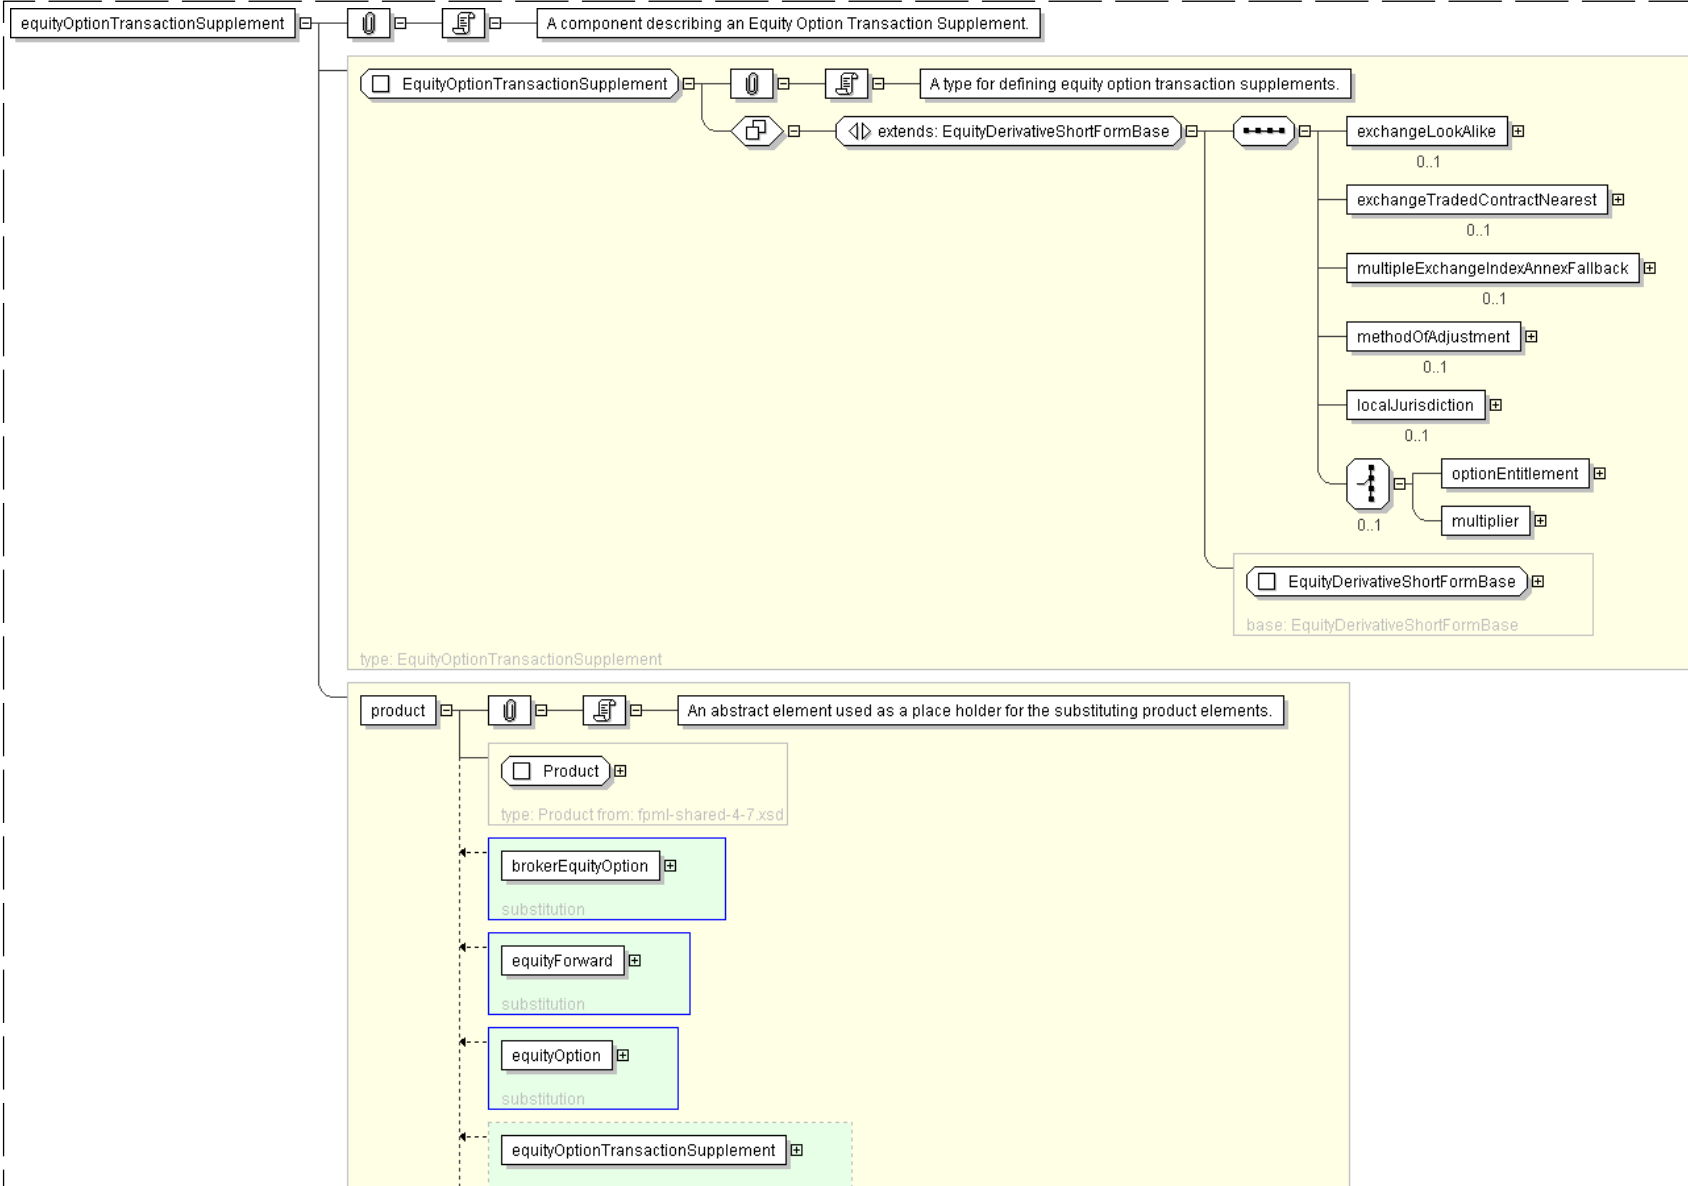 equityOptionTransactionSupplement
A component describing an Equity Option Transaction Supplement.
EquityOptionTransactionSupplement
A type for defining equity option transaction supplements.
extends: EquityDerivativeShortFormBase
exchangeLookAlike
0..1
exchangeTradedContractNearest
0..1
multipleExchangeIndexAnnexFallback
0..1
methodOfAdjustment
0..1
localJurisdiction
0..1
optionEntitlement
multiplier
0..1
EquityDerivativeShortFormBase
base: EquityDerivativeShortFormBase
type: EquityOptionTransactionSupplement
product
An abstract element used as a place holder for the substituting product elements.
Product
type: Product from: fpml-shared-4-7.xsd
brokerEquityOption
substitution
equityForward
substitution
equityOption
substitution
equityOptionTransactionSupplement